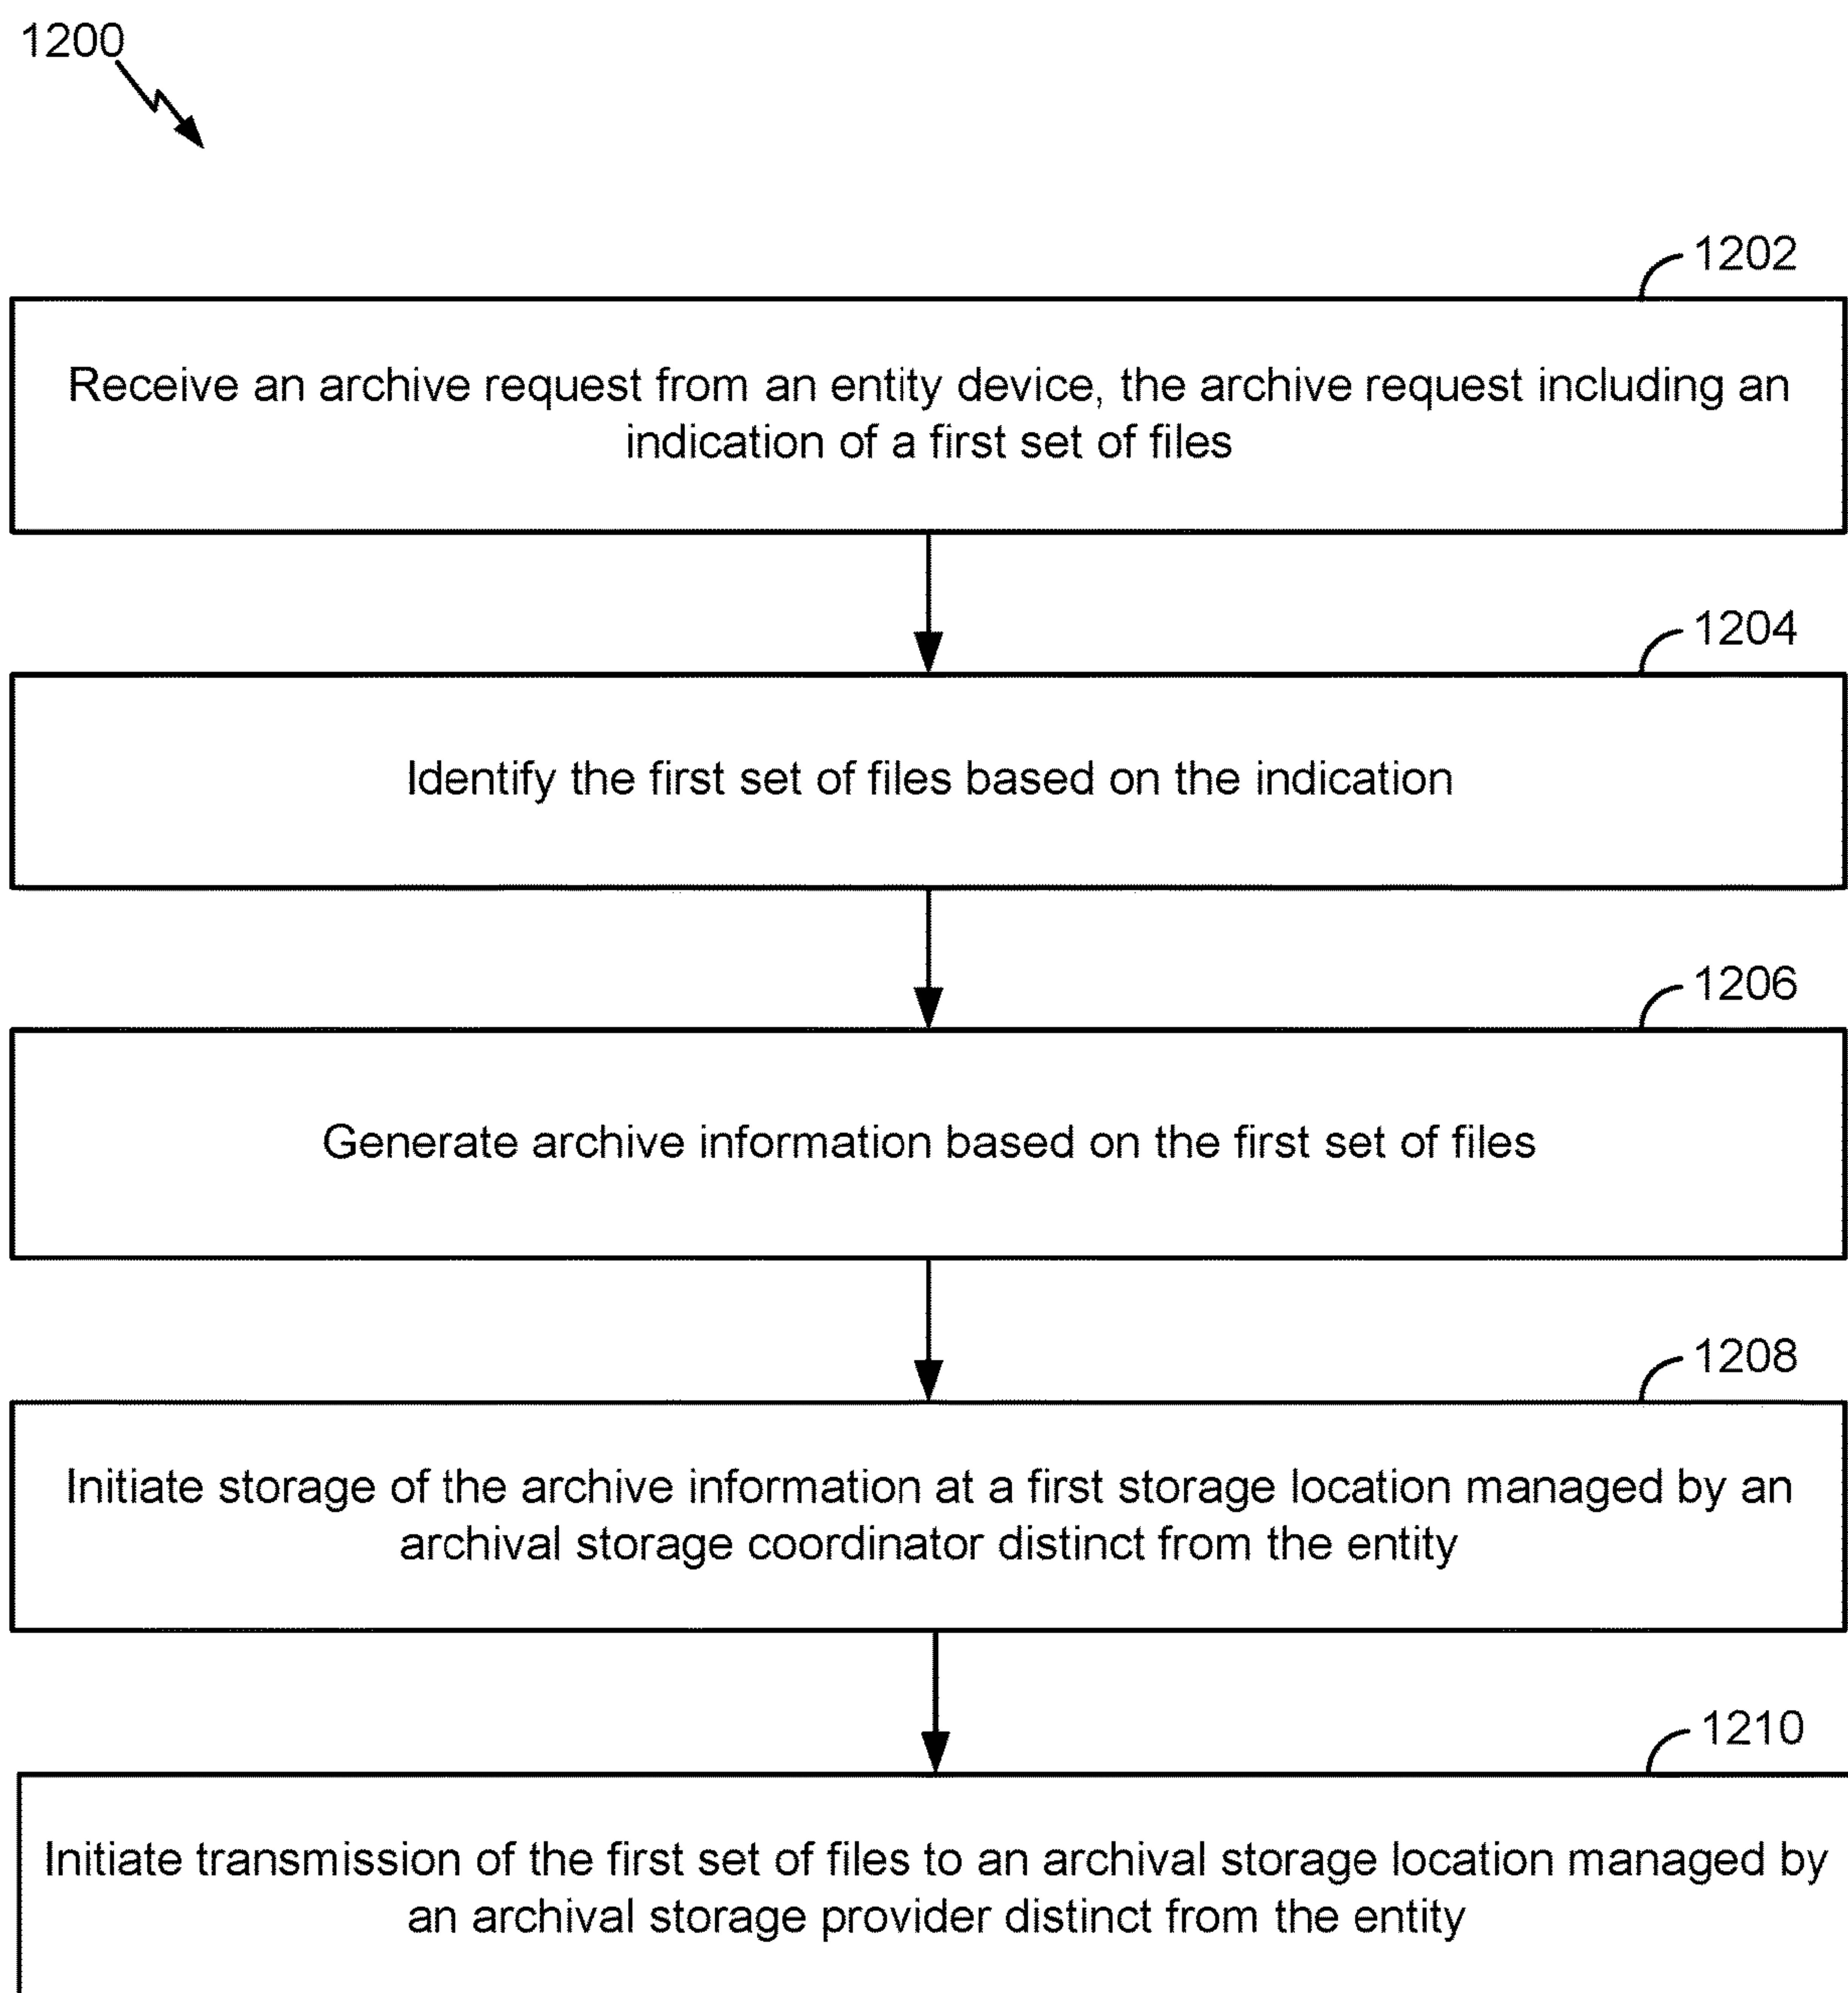 1200
1202
Receive an archive request from an entity device, the archive request including an
indication of a first set of files
1204
Identify the first set of files based on the indication
1206
Generate archive information based on the first set of files
1208
Initiate storage of the archive information at a first storage location managed by an
archival storage coordinator distinct from the entity
1210
Initiate transmission of the first set of files to an archival storage location managed by
an archival storage provider distinct from the entity